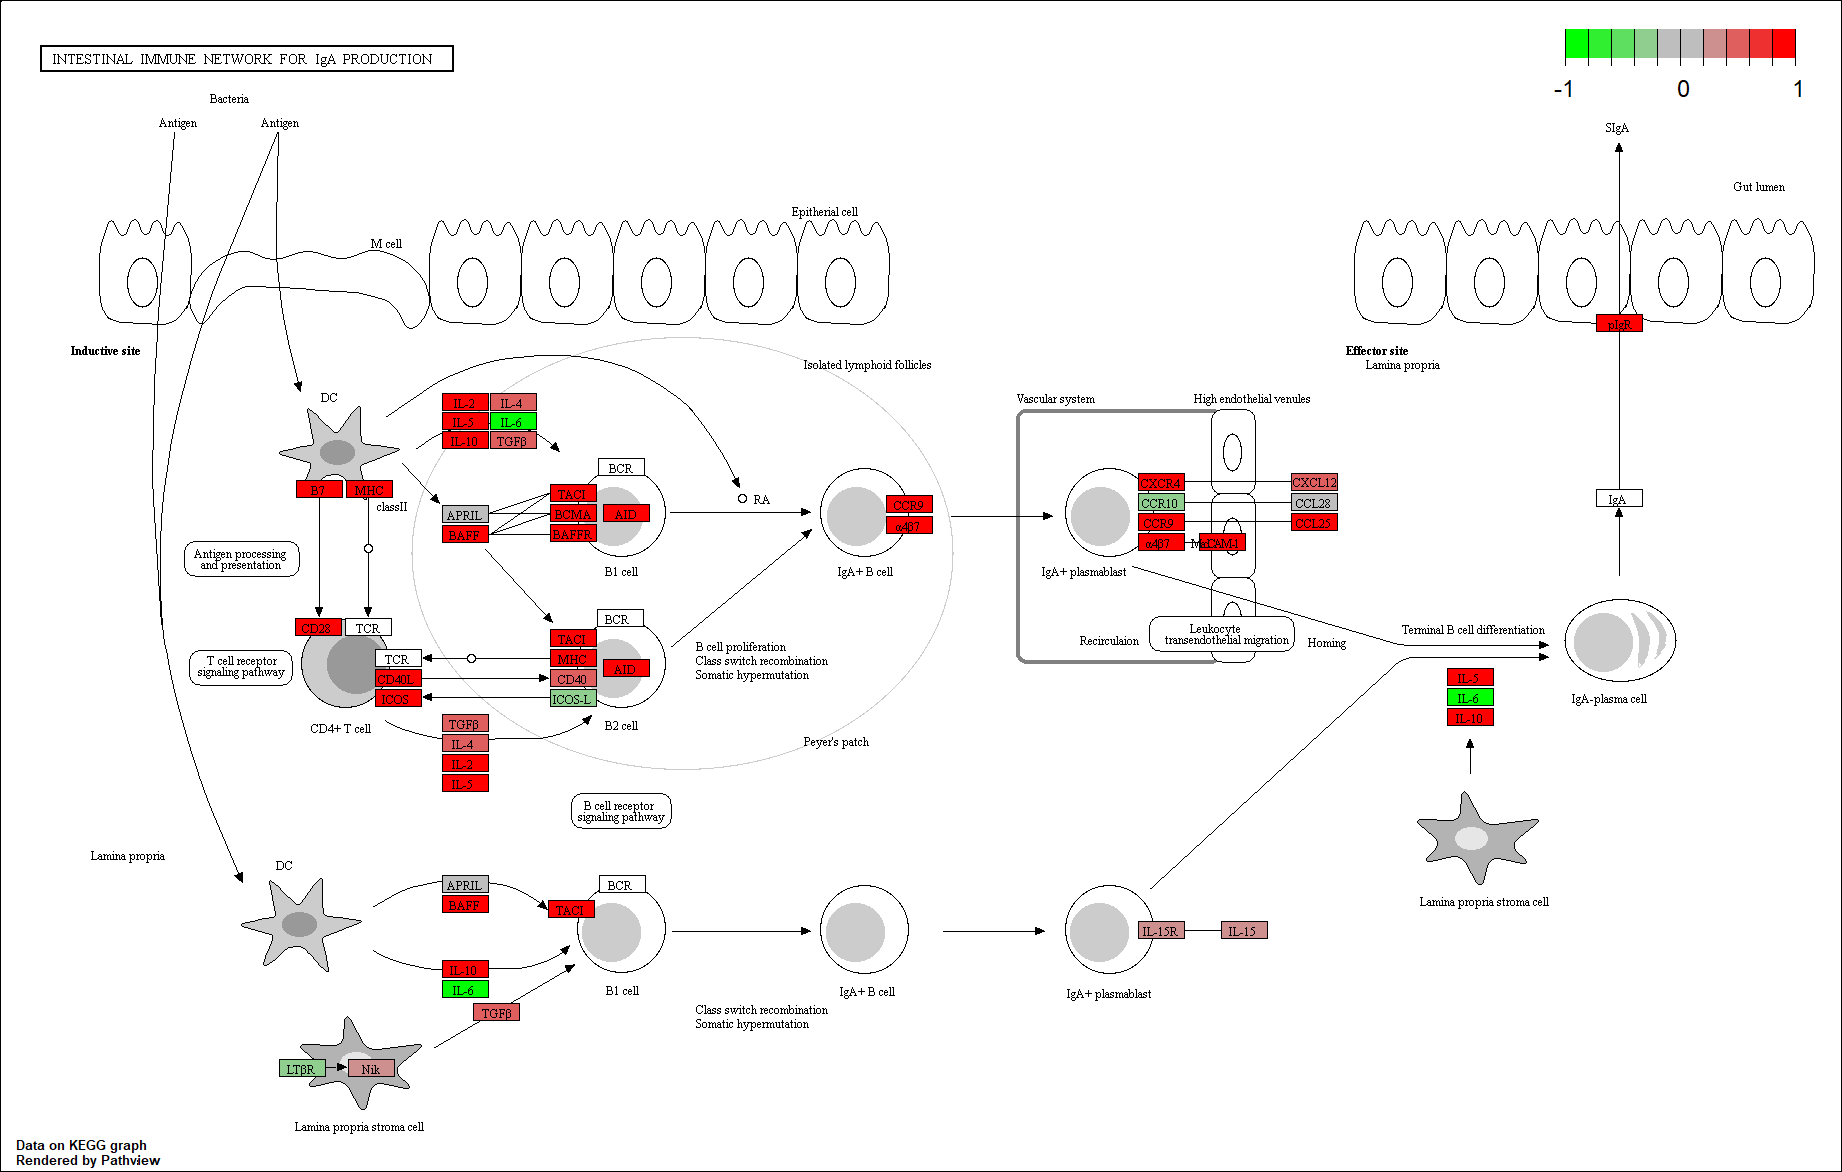 INTESTINAL IMMUNE NETWORK FOR IgA PRODUCTION
-1 0 1
Bacteria
Antigen
Antigen
SIgA
Gut lumen
Epitherial cell
M cell
pIgR
Inductive site
Effector site
Lamina propria
Isolated lymphoid follicles
DC
Vascular system
High endothelial venules
IL-2
IL-4
IL-5
IL-6
IL-10
TGFβ
BCR
B7
MHC
classII
TACI
APRIL
BCMA
AID
BAFF
BAFFR
RA
CCR9
α4β7
CXCR4
CXCL12
CCR10
CCL28
CCR9
CCL25
α4β7
MAdCAM1
IgA
Antigen processing
and presentation
B1 cell
IgA+ B cell
IgA+ plasmablast
CD28
TCR
BCR
TACI
TCR
MHC
AID
CD40L
CD40
ICOS
ICOS-L
T cell receptor
signaling pathway
B cell proliferation
Class switch recombination
Somatic hypermutation
Recirculaion
Leukocyte
transendothelial migration
Homing
Terminal B cell differentiation
IL-5
IL-6
IL-10
IgA-plasma cell
CD4+ T cell
TGFβ
IL-4
IL-2
IL-5
B2 cell
Peyer's patch
B cell receptor
signaling pathway
Lamina propria
DC
APRIL
BAFF
BCR
TACI
IL-15R
IL-15
Lamina propria stroma cell
IL-10
IL-6
TGFβ
B1 cell
IgA+ B cell
IgA+ plasmablast
Class switch recombination
Somatic hypermutation
LTβR
Nik
Lamina propria stroma cell
Data on KEGG graph
Rendered by Pathview